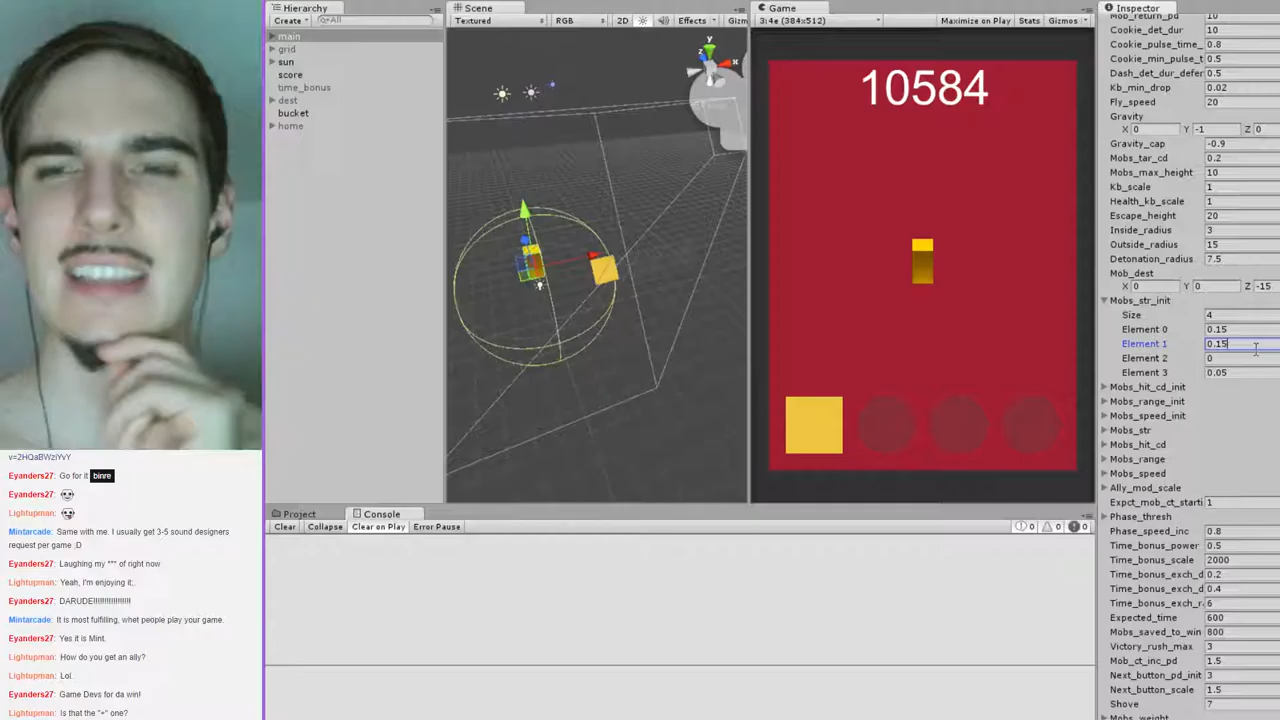 Hierarchy
Create
All
main
grid
sun
score
time_bonus
dest
bucket
home
Scene
Textured
RGB
2D
Effects
Gizm
y
x
z
Game
3:4e (384x512)
Maximize on Play
Stats
Gizmos
10584
Project
Console
Clear
Collapse
Clear on Play
Error Pause
0
0
0
Inspector
Mob_return_pd 10
Cookie_det_dur 10
Cookie_pulse_time_ 0.8
Cookie_min_pulse_t 0.5
Dash_det_dur_defer 0.5
Kb_min_drop 0.02
Fly_speed 20
Gravity
X 0 Y -1 Z 0
Gravity_cap -0.9
Mobs_tar_cd 0.2
Mobs_max_height 10
Kb_scale 1
Health_kb_scale 1
Escape_height 20
Inside_radius 3
Outside_radius 15
Detonation_radius 7.5
Mob_dest
X 0 Y 0 Z -15
Mobs_str_init
Size 4
Element 0 0.15
Element 1 0.15
Element 2 0
Element 3 0.05
Mobs_hit_cd_init
Mobs_range_init
Mobs_speed_init
Mobs_str
Mobs_hit_cd
Mobs_range
Mobs_speed
Ally_mod_scale
Expct_mob_ct_starti 1
Phase_thresh
Phase_speed_inc 0.8
Time_bonus_power 0.5
Time_bonus_scale 2000
Time_bonus_exch_d 0.2
Time_bonus_exch_d 0.4
Time_bonus_exch_r 6
Expected_time 600
Mobs_saved_to_win 800
Victory_rush_max 3
Mob_ct_inc_pd 1.5
Next_button_pd_init 3
Next_button_scale 1.5
Shove 7
Mobs_weight
v=2HQaBWziYvY
Eyanders27: Go for it binre
Eyanders27:
Lightupman:
Mintarcade: Same with me. I usually get 3-5 sound designers
request per game ;D
Eyanders27: Laughing my *** of right now
Lightupman: Yeah, I'm enjoying it;.
Eyanders27: DARUDE!!!!!!!!!!!!!!!!!
Mintarcade: It is most fulfilling, whet people play your game.
Eyanders27: Yes it is Mint.
Lightupman: How do you get an ally?
Lightupman: Lol.
Eyanders27: Game Devs for da win!
Lightupman: Is that the "+" one?